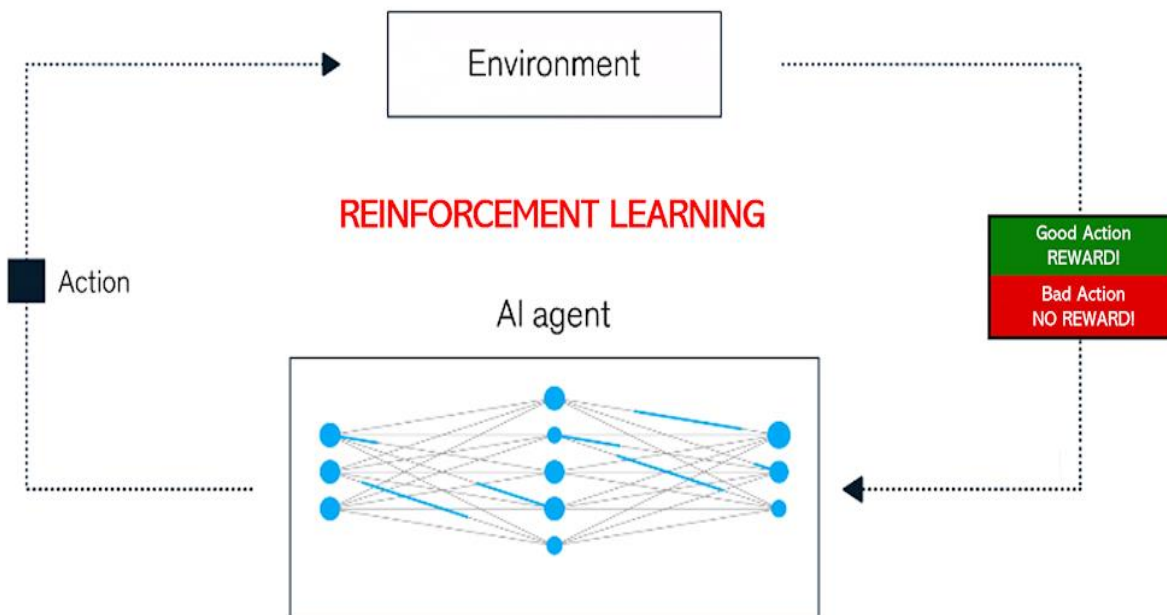 Environment
REINFORCEMENT LEARNING
Good Action
REWARD!
Bad Action
NO REWARD!
Action
AI agent